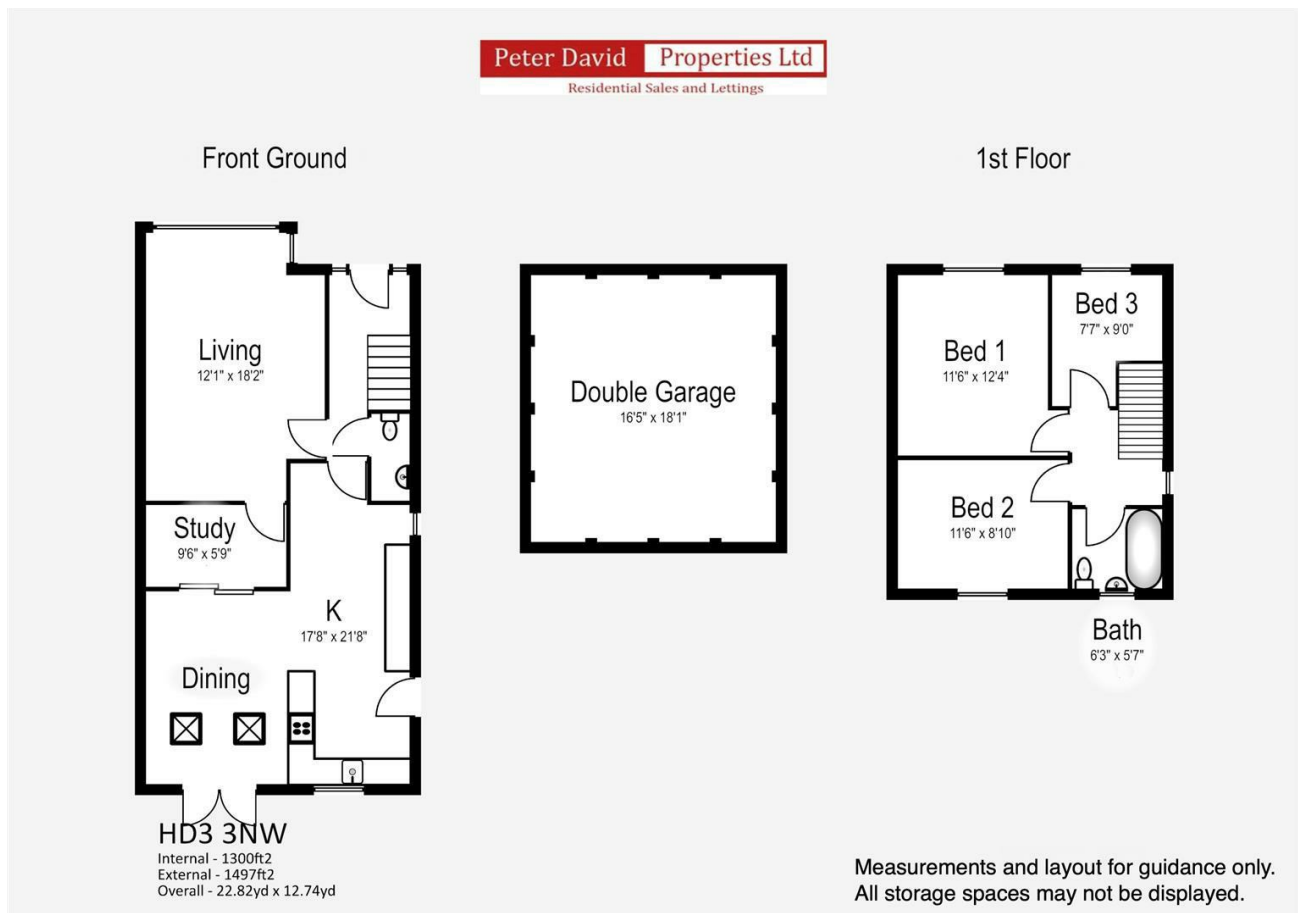 Peter David Properties Ltd
Residential Sales and Lettings
Front Ground
1st Floor
Living
12'1" x 18'2"
Study
9'6" x 5'9"
K
17'8" x 21'8"
Dining
Double Garage
16'5" x 18'1"
Bed 3
7'7" x 9'0"
Bed 1
11'6" x 12'4"
Bed 2
11'6" x 8'10"
Bath
6'3" x 5'7"
HD3 3NW
Internal - 1300ft2
External - 1497ft2
Overall - 22.82yd x 12.74yd
Measurements and layout for guidance only.
All storage spaces may not be displayed.